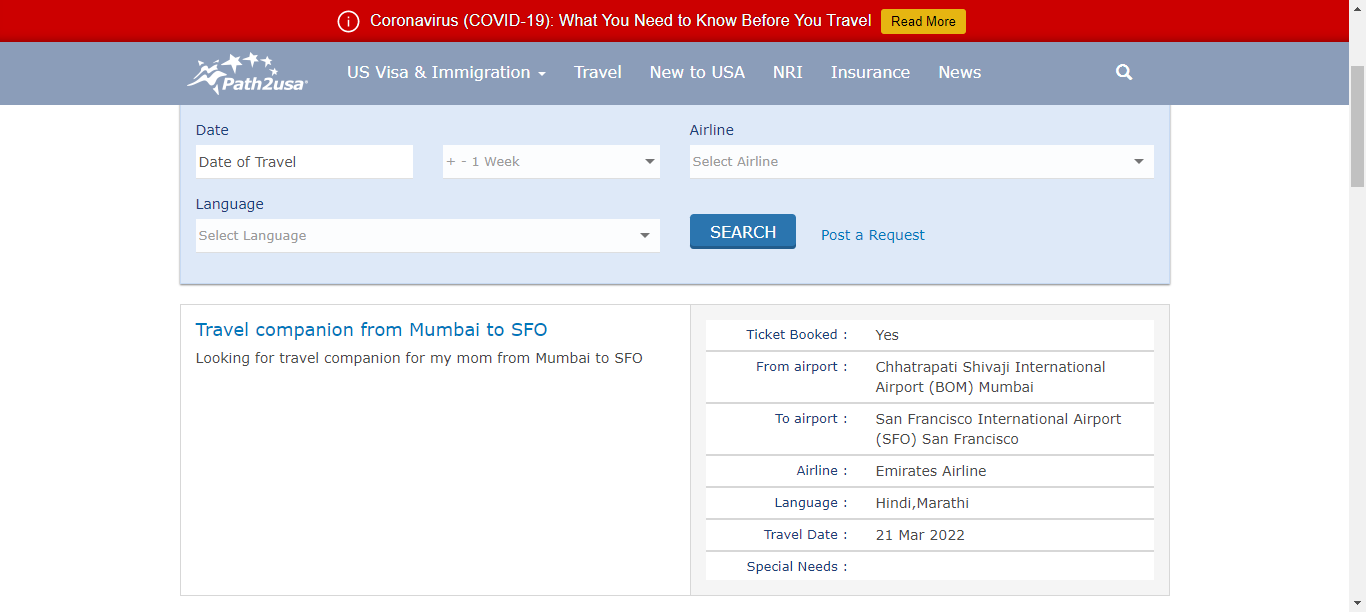 Coronavirus (COVID-19): What You Need to Know Before You Travel Read More
Path2usa US Visa & Immigration Travel New to USA NRI Insurance News
Date
Date of Travel
+ - 1 Week
Airline
Select Airline
Language
Select Language
SEARCH
Post a Request
Travel companion from Mumbai to SFO
Looking for travel companion for my mom from Mumbai to SFO
Ticket Booked : Yes
From airport : Chhatrapati Shivaji International
Airport (BOM) Mumbai
To airport : San Francisco International Airport
(SFO) San Francisco
Airline : Emirates Airline
Language : Hindi,Marathi
Travel Date : 21 Mar 2022
Special Needs :